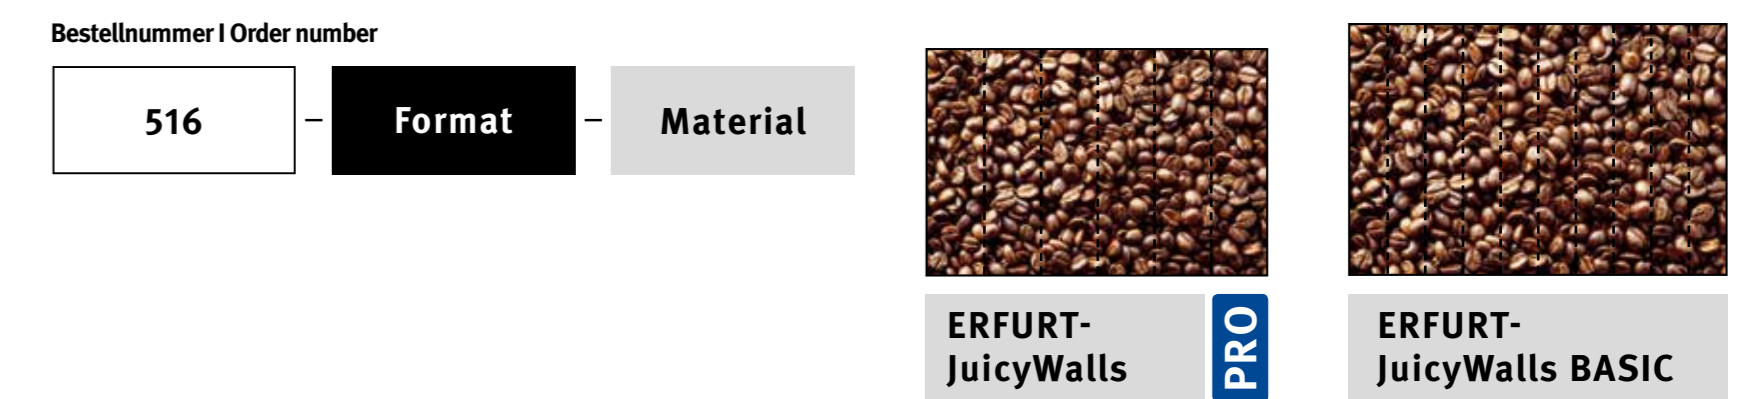 Bestellnummer I Order number
516 – Format – Material
ERFURT-
JuicyWalls
PRO
ERFURT-
JuicyWalls BASIC